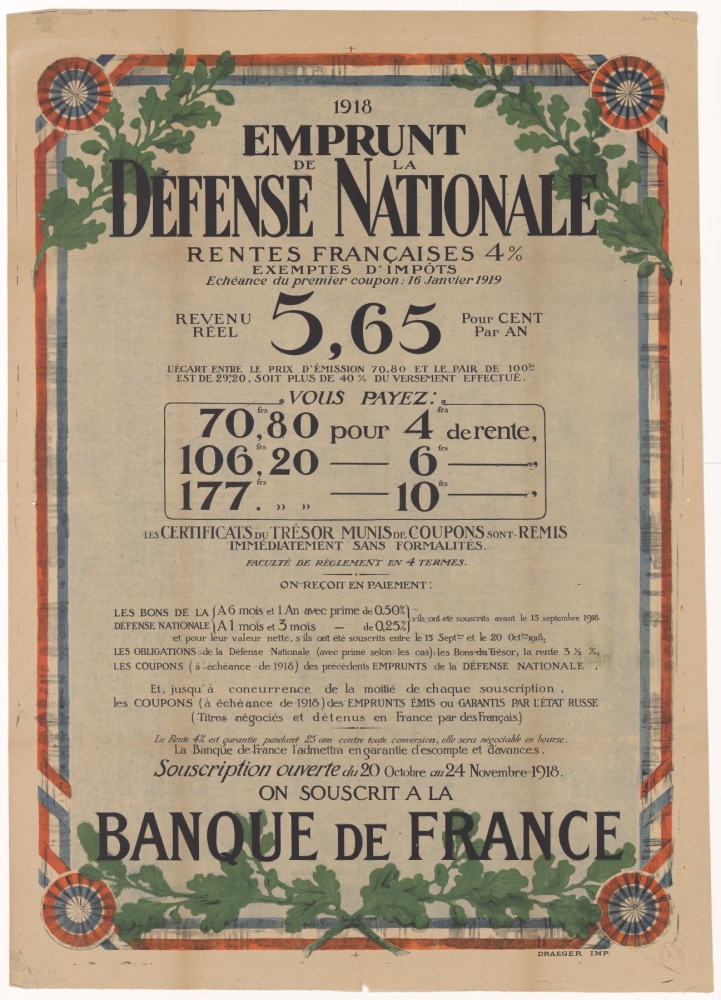 1918
EMPRUNT
DE LA
DÉFENSE NATIONALE
RENTES FRANÇAISES 4%
EXEMPTES D'IMPÔTS
Echéance du premier coupon : 16 Janvier 1919
REVENU RÉEL 5,65 Pour CENT Par AN
L'ÉCART ENTRE LE PRIX D'ÉMISSION 70,80 ET LE PAIR DE 100frs
EST DE 29,20, SOIT PLUS DE 40% DU VERSEMENT EFFECTUÉ.
VOUS PAYEZ :
70,frs80 pour 4frs de rente,
106,frs20 — 6frs — „
177.frs „ „ — 10frs — ,
LES CERTIFICATS DU TRÉSOR MUNIS DE COUPONS SONT REMIS
IMMÉDIATEMENT SANS FORMALITÉS.
FACULTÉ DE RÈGLEMENT EN 4 TERMES.
ON REÇOIT EN PAIEMENT :
LES BONS DE LA DÉFENSE NATIONALE { A 6 mois et 1 An avec prime de 0.50%
A 1 mois et 3 mois — de 0,25% } s'ils ont été souscrits avant le 15 septembre 1918.
et pour leur valeur nette, s'ils ont été souscrits entre le 15 Septbre et le 20 Octbre 1918,
LES OBLIGATIONS de la Défense Nationale (avec prime selon les cas); les Bons du Trésor; la rente 3 ½ %,
LES COUPONS (à échéance de 1918) des précédents EMPRUNTS de la DÉFENSE NATIONALE,
Et, jusqu'à concurrence de la moitié de chaque souscription,
les COUPONS (à échéance de 1918) des EMPRUNTS ÉMIS ou GARANTIS PAR L'ÉTAT RUSSE
(Titres négociés et détenus en France par des Français.)
La Rente 4% est garantie pendant 25 ans contre toute conversion, elle sera négociable en bourse.
La Banque de France l'admettra en garantie d'escompte et d'avances.
Souscription ouverte du 20 Octobre au 24 Novembre 1918.
ON SOUSCRIT A LA
BANQUE DE FRANCE
DRAEGER IMP.